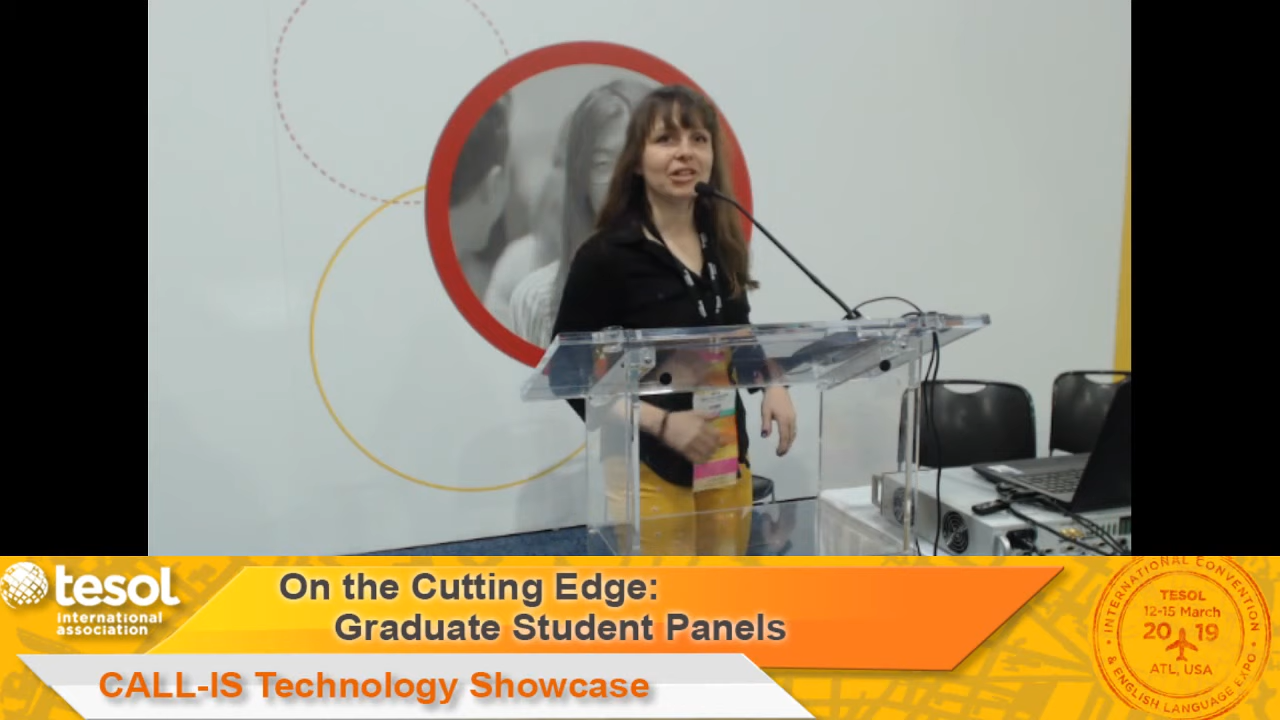 tesol
international
association
On the Cutting Edge:
Graduate Student Panels
CALL-IS Technology Showcase
INTERNATIONAL CONVENTION
TESOL
12-15 March
20 19
ATL, USA
& ENGLISH LANGUAGE EXPO